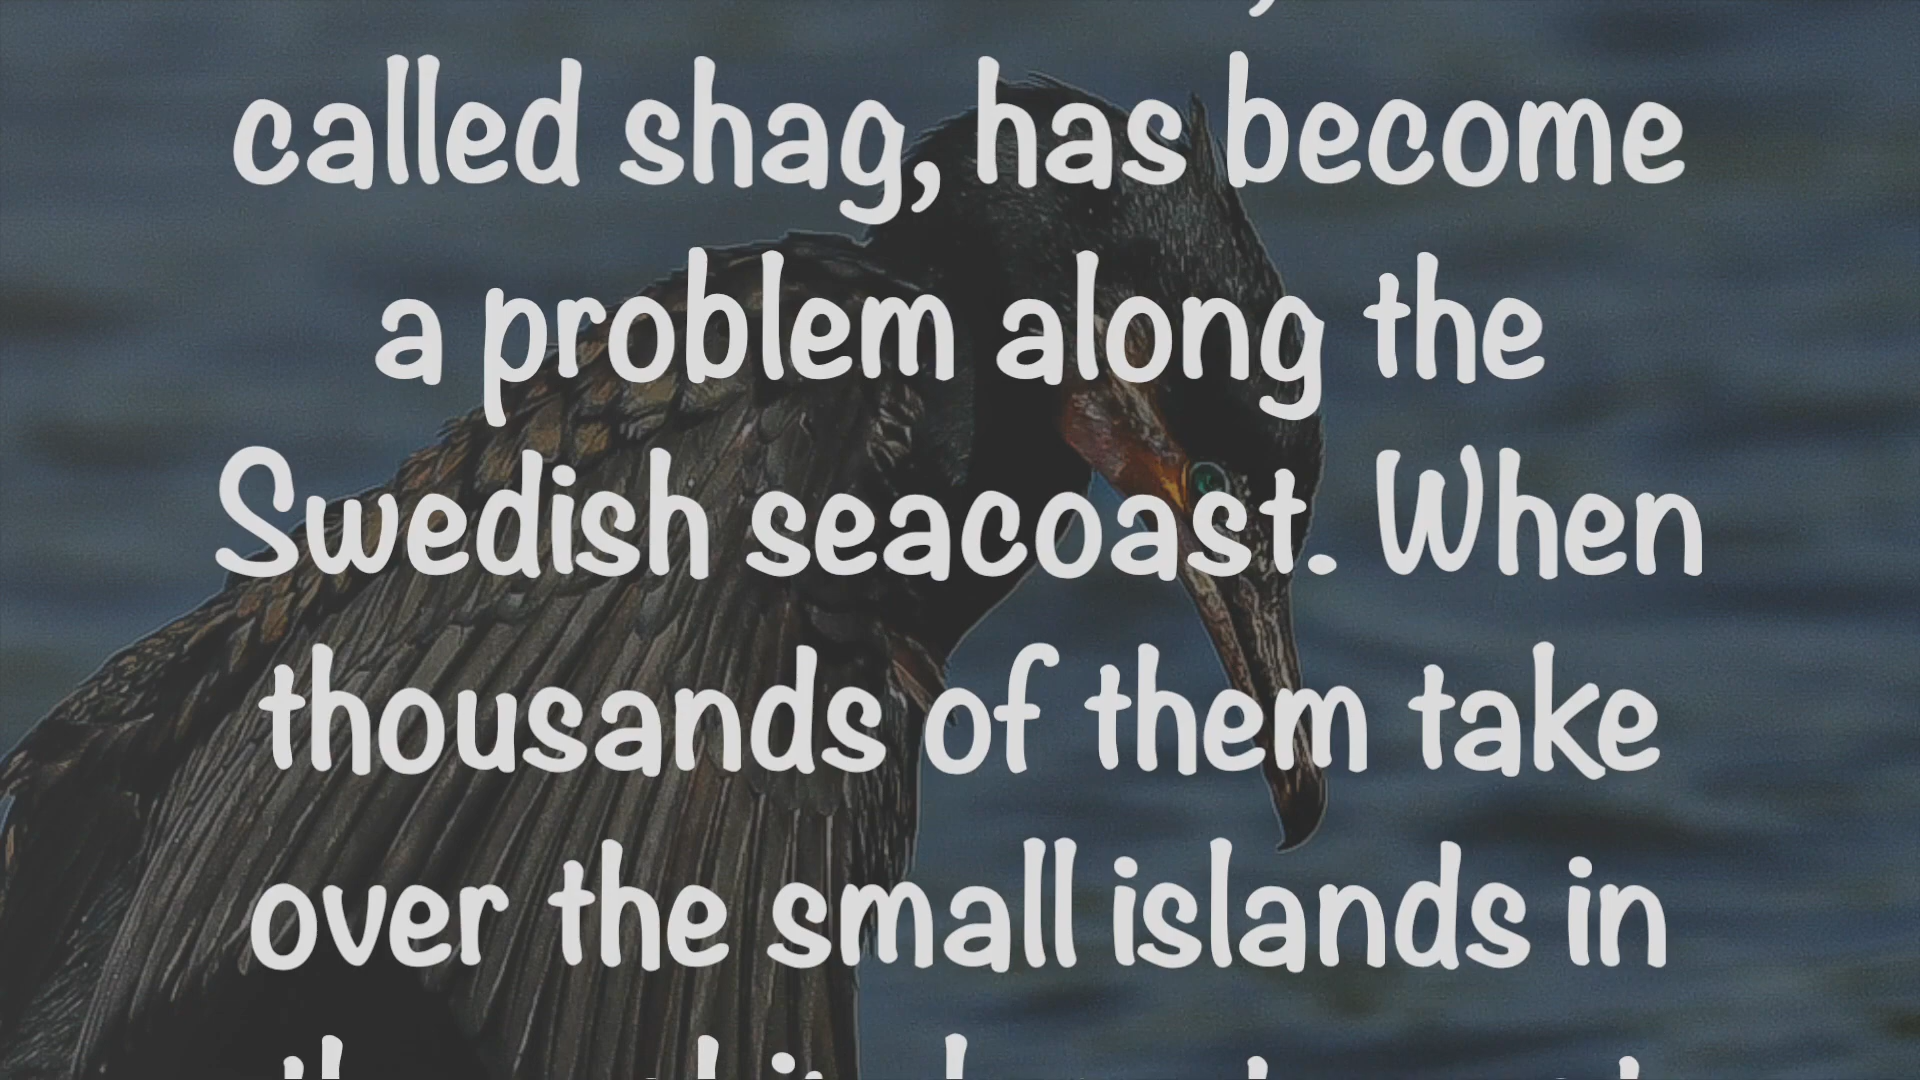 called shag, has become
a problem along the
Swedish seacoast. When
thousands of them take
over the small islands in